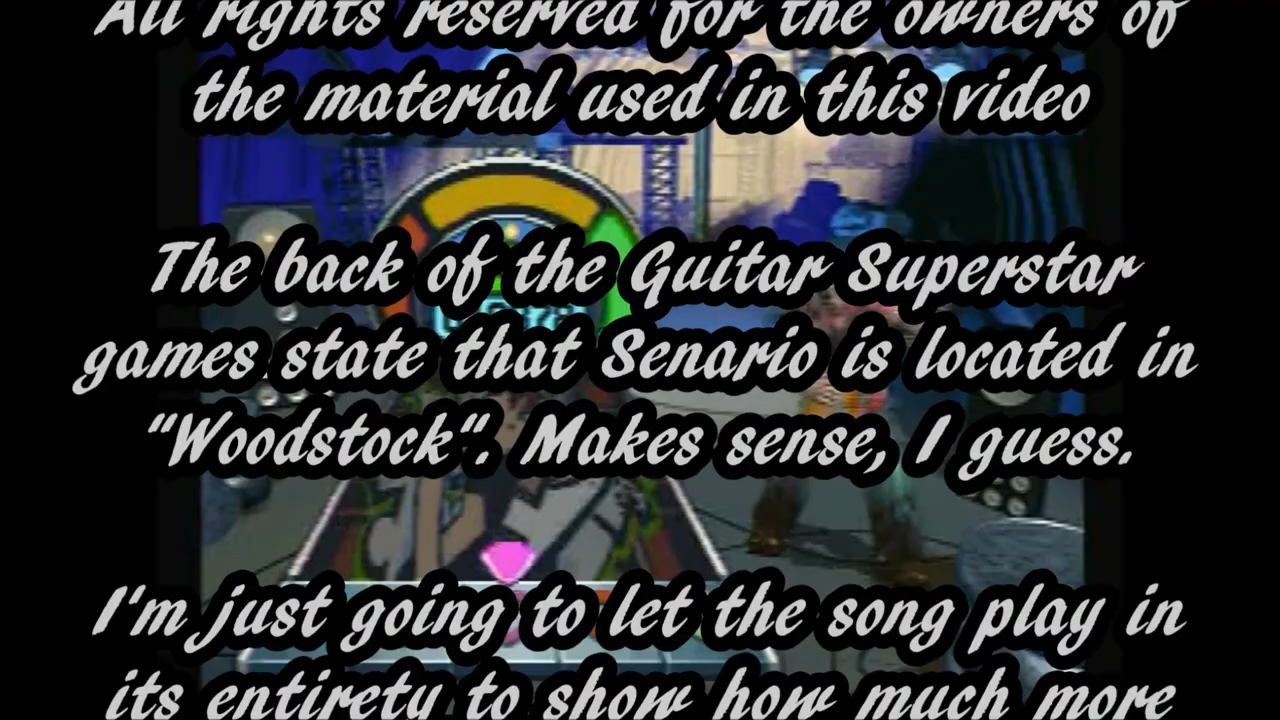 All rights reserved for the owners of
the material used in this video
The back of the Guitar Superstar
games state that Senario is located in
"Woodstock". Makes sense, I guess.
I'm just going to let the song play in
its entirety to show how much more